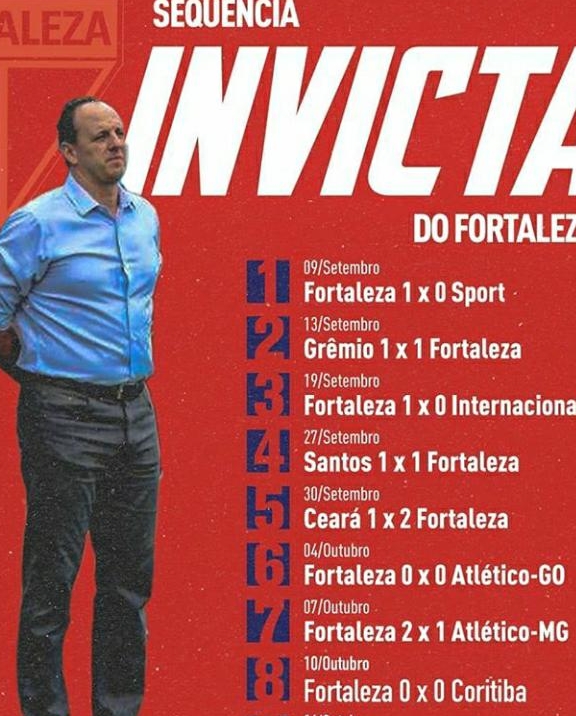 ALEZA
SEQUÊNCIA
INVICTA
DO FORTALEZ
1 09/Setembro
Fortaleza 1 x 0 Sport
2 13/Setembro
Grêmio 1 x 1 Fortaleza
3 19/Setembro
Fortaleza 1 x 0 Internaciona
4 27/Setembro
Santos 1 x 1 Fortaleza
5 30/Setembro
Ceará 1 x 2 Fortaleza
6 04/Outubro
Fortaleza 0 x 0 Atlético-GO
7 07/Outubro
Fortaleza 2 x 1 Atlético-MG
8 10/Outubro
Fortaleza 0 x 0 Coritiba